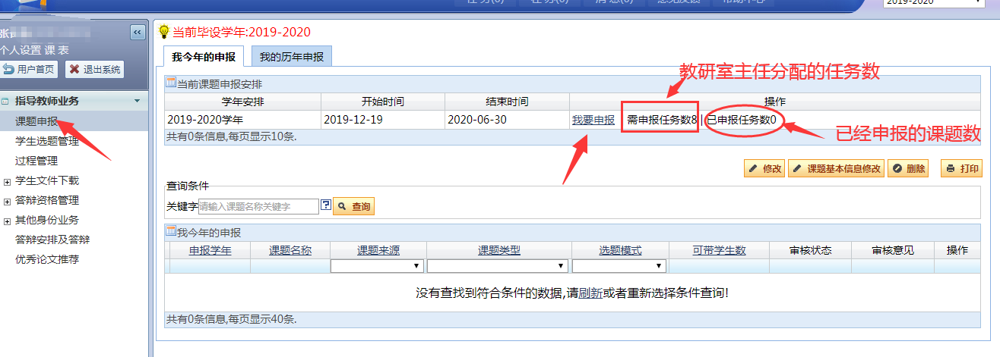 2019-2020
张
个人设置 课 表
用户首页 退出系统
指导教师业务
课题申报
学生选题管理
过程管理
学生文件下载
答辩资格管理
其他身份业务
答辩安排及答辩
优秀论文推荐
当前毕设学年:2019-2020
我今年的申报 我的历年申报
教研室主任分配的任务数
当前课题申报安排
学年安排 开始时间 结束时间 操作
2019-2020学年 2019-12-19 2020-06-30 我要申报 需申报任务数8 | 已申报任务数0
已经申报的课题数
共有0条信息,每页显示10条.
修改 课题基本信息修改 删除 打印
查询条件
关键字 请输入课题名称关键字 ? 查询
我今年的申报
申报学年 课题名称 课题来源 课题类型 选题模式 可带学生数 审核状态 审核意见 操作
没有查找到符合条件的数据,请刷新或者重新选择条件查询!
共有0条信息,每页显示40条.